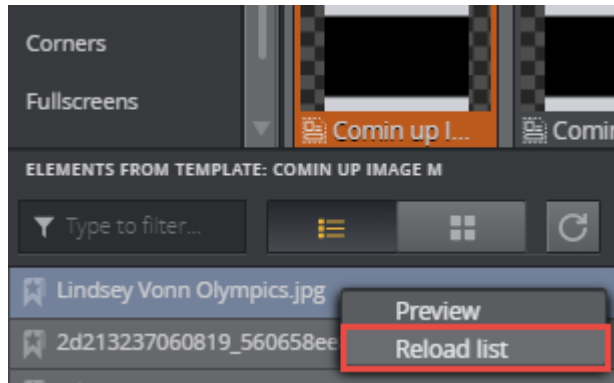 Corners
Fullscreens
Comin up I...
Comin
ELEMENTS FROM TEMPLATE: COMIN UP IMAGE M
Type to filter...
Lindsey Vonn Olympics.jpg
Preview
2d213237060819_560658ee
Reload list